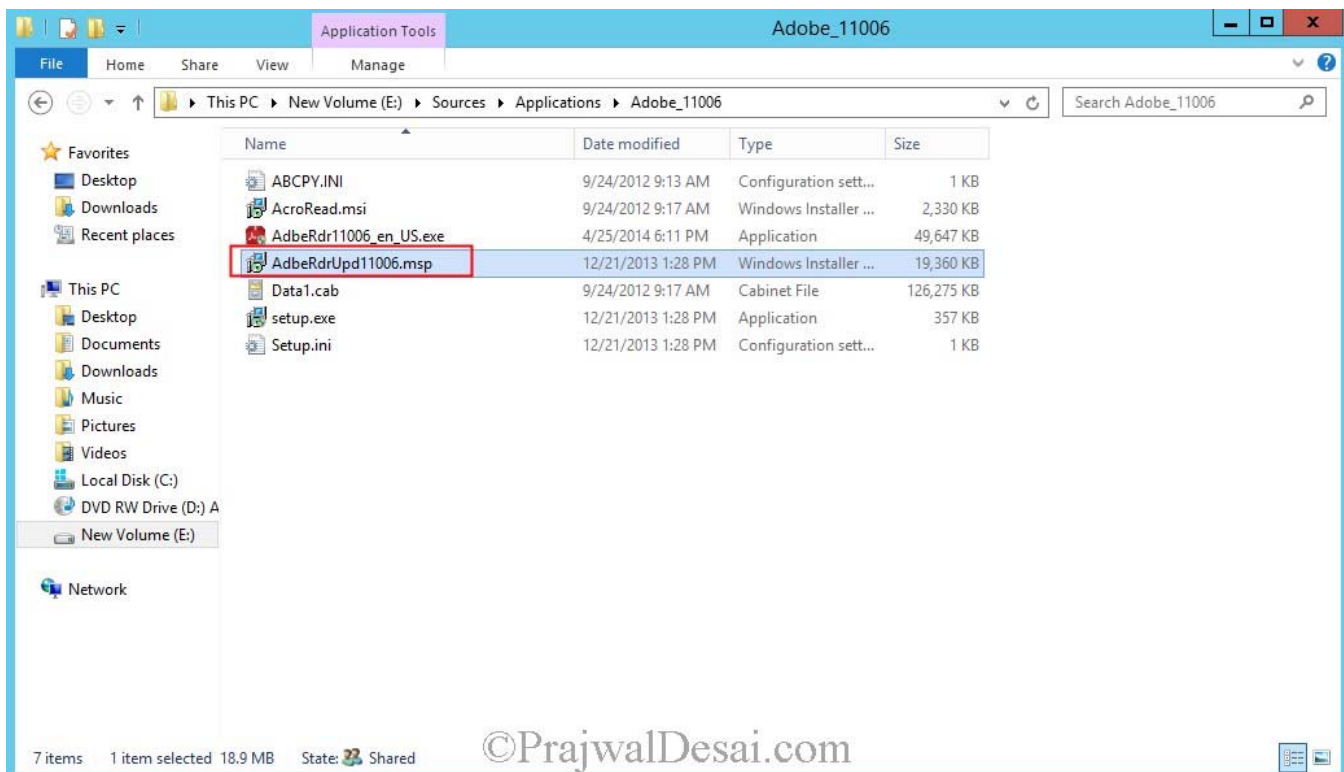 Application Tools
Adobe_11006
File Home Share View Manage
This PC New Volume (E:) Sources Applications Adobe_11006
Search Adobe_11006
Name Date modified Type Size
Favorites
Desktop
Downloads
Recent places
This PC
Desktop
Documents
Downloads
Music
Pictures
Videos
Local Disk (C:)
DVD RW Drive (D:) A
New Volume (E:)
Network
ABCPY.INI 9/24/2012 9:13 AM Configuration sett... 1 KB
AcroRead.msi 9/24/2012 9:17 AM Windows Installer ... 2,330 KB
AdbeRdr11006_en_US.exe 4/25/2014 6:11 PM Application 49,647 KB
AdbeRdrUpd11006.msp 12/21/2013 1:28 PM Windows Installer ... 19,360 KB
Data1.cab 9/24/2012 9:17 AM Cabinet File 126,275 KB
setup.exe 12/21/2013 1:28 PM Application 357 KB
Setup.ini 12/21/2013 1:28 PM Configuration sett... 1 KB
7 items 1 item selected 18.9 MB State: Shared
©PrajwalDesai.com